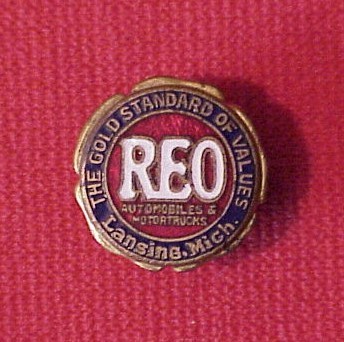 THE GOLD STANDARD OF VALUES
REO
AUTOMOBILES &
MOTORTRUCKS
Lansing, Mich.